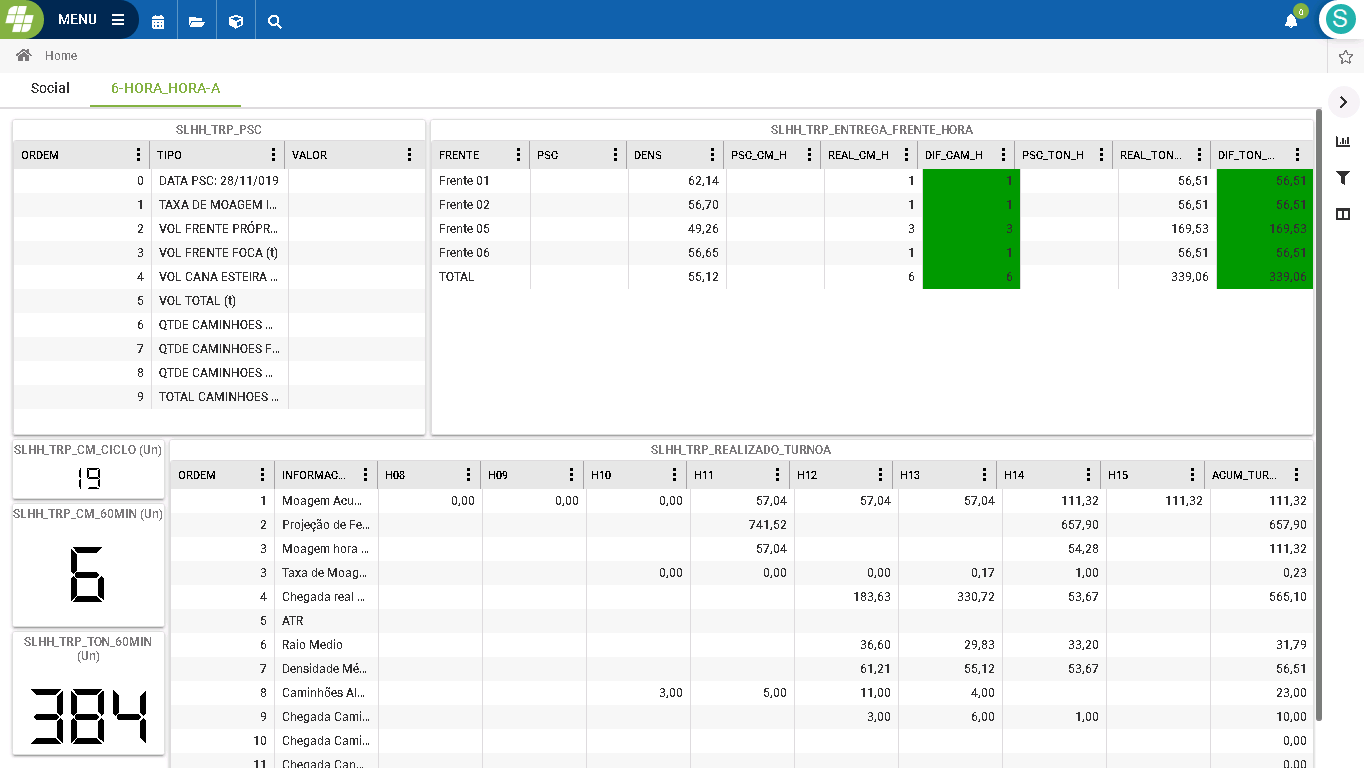 MENU
0
S
Home
Social 6-HORA_HORA-A
SLHH_TRP_PSC
ORDEM TIPO VALOR
0 DATA PSC: 28/11/019
1 TAXA DE MOAGEM I...
2 VOL FRENTE PRÓPR...
3 VOL FRENTE FOCA (t)
4 VOL CANA ESTEIRA ...
5 VOL TOTAL (t)
6 QTDE CAMINHOES ...
7 QTDE CAMINHOES F...
8 QTDE CAMINHOES ...
9 TOTAL CAMINHOES ...
SLHH_TRP_ENTREGA_FRENTE_HORA
FRENTE PSC DENS PSC_CM_H REAL_CM_H DIF_CAM_H PSC_TON_H REAL_TON... DIF_TON_...
Frente 01 62,14 1 1 56,51 56,51
Frente 02 56,70 1 1 56,51 56,51
Frente 05 49,26 3 3 169,53 169,53
Frente 06 56,65 1 1 56,51 56,51
TOTAL 55,12 6 6 339,06 339,06
SLHH_TRP_CM_CICLO (Un)
19
SLHH_TRP_CM_60MIN (Un)
6
SLHH_TRP_TON_60MIN
(Un)
384
SLHH_TRP_REALIZADO_TURNOA
ORDEM INFORMAC... H08 H09 H10 H11 H12 H13 H14 H15 AGUM_TUR...
1 Moagem Acu... 0,00 0,00 0,00 57,04 57,04 57,04 111,32 111,32 111,32
2 Projeção de Fe... 741,52 657,90 657,90
3 Moagem hora ... 57,04 54,28 111,32
3 Taxa de Moag... 0,00 0,00 0,00 0,17 1,00 0,23
4 Chegada real ... 183,63 330,72 53,67 565,10
5 ATR
6 Raio Medio 36,60 29,83 33,20 31,79
7 Densidade Mé... 61,21 55,12 53,67 56,51
8 Caminhões Al... 3,00 5,00 11,00 4,00 23,00
9 Chegada Cami... 3,00 6,00 1,00 10,00
10 Chegada Cami... 0,00
11 Chegada Can... 0,00